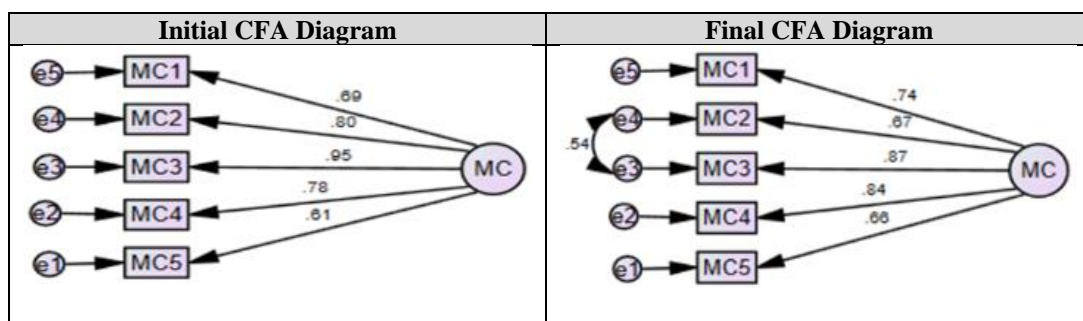 Initial CFA Diagram
Final CFA Diagram
e5
MC1
.69
e4
MC2
.80
e3
MC3
.95
MC
e2
MC4
.78
e1
MC5
.61
e5
MC1
.74
e4
MC2
.67
.54
e3
MC3
.87
MC
e2
MC4
.84
e1
MC5
.66